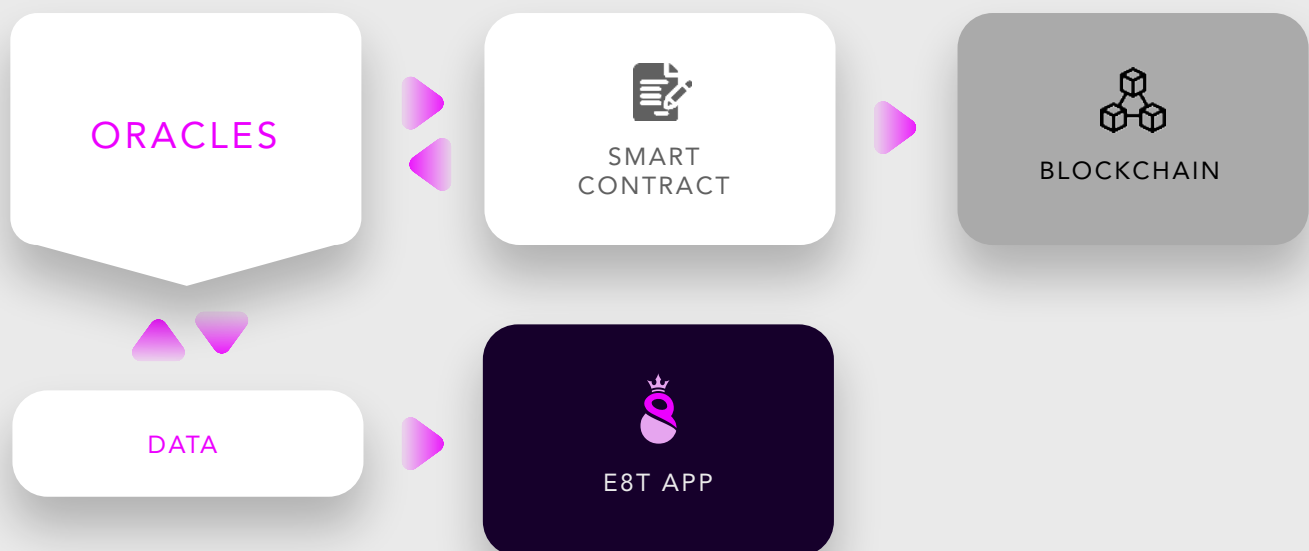 ORACLES
SMART
CONTRACT
BLOCKCHAIN
DATA
E8T APP